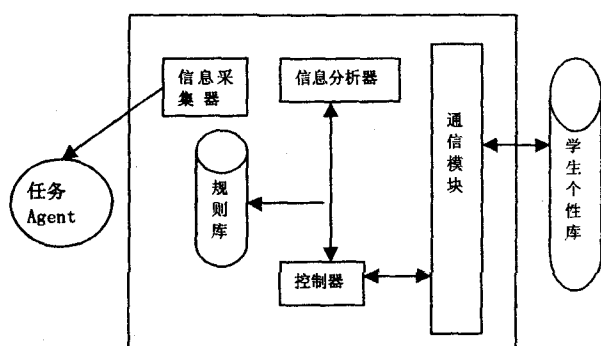 信息采
集 器
信息分析器
通信模块
学生个性库
任务
Agent
规则库
控制器